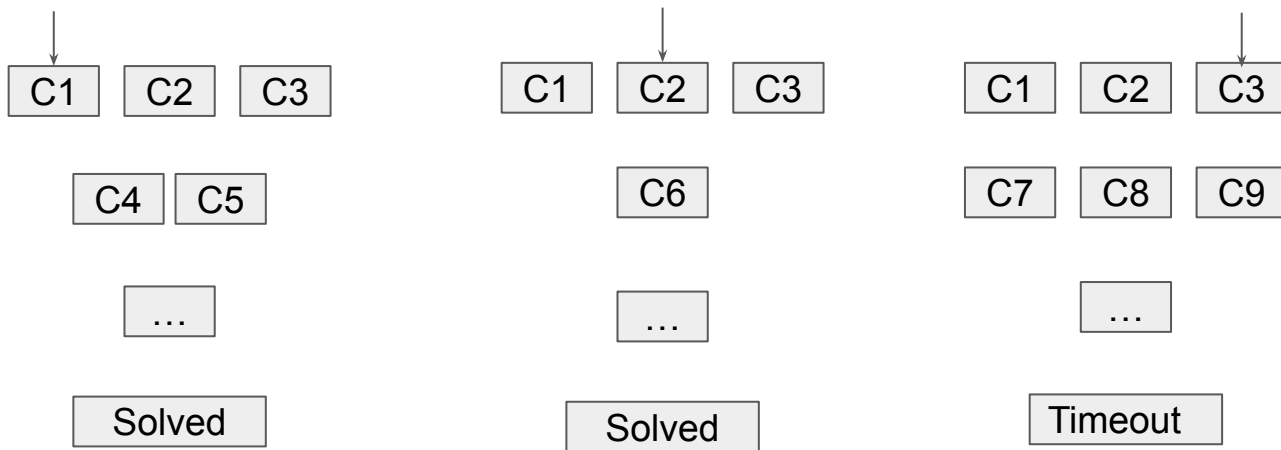 C1 C2 C3
C4 C5
...
Solved
C1 C2 C3
C6
...
Solved
C1 C2 C3
C7 C8 C9
...
Timeout